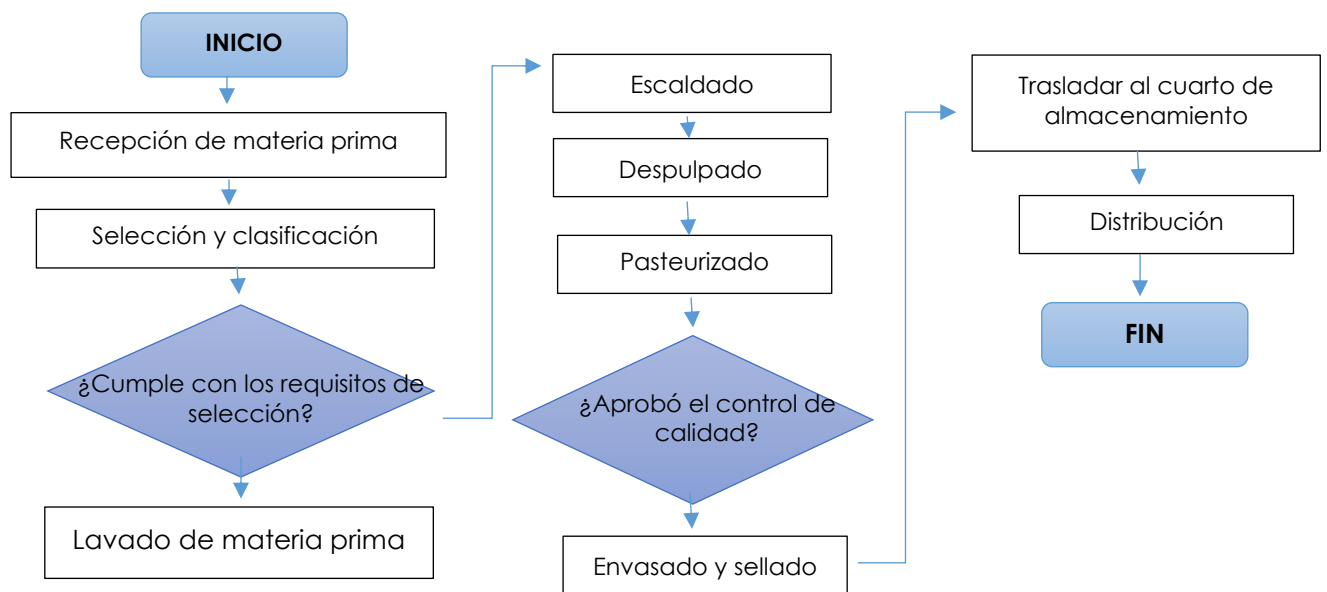 INICIO
Recepción de materia prima
Selección y clasificación
¿Cumple con los requisitos de
selección?
Lavado de materia prima
Escaldado
Despulpado
Pasteurizado
¿Aprobó el control de
calidad?
Envasado y sellado
Trasladar al cuarto de
almacenamiento
Distribución
FIN